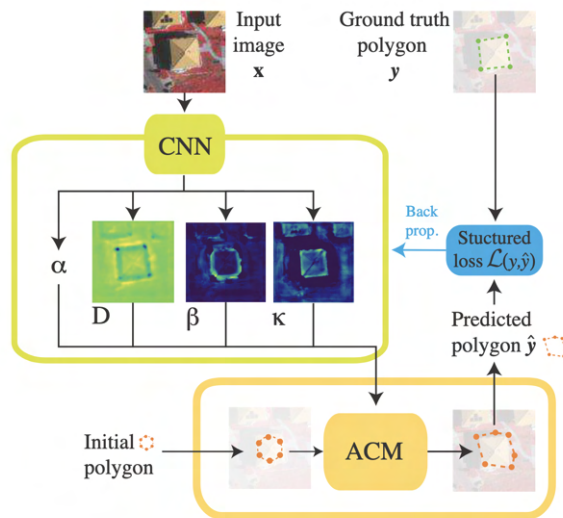 Input
image
x
Ground truth
polygon
y
CNN
α
D
β
κ
Back
prop.
Stuctured
loss ℒ(y,ŷ)
Predicted
polygon ŷ
Initial
polygon
ACM